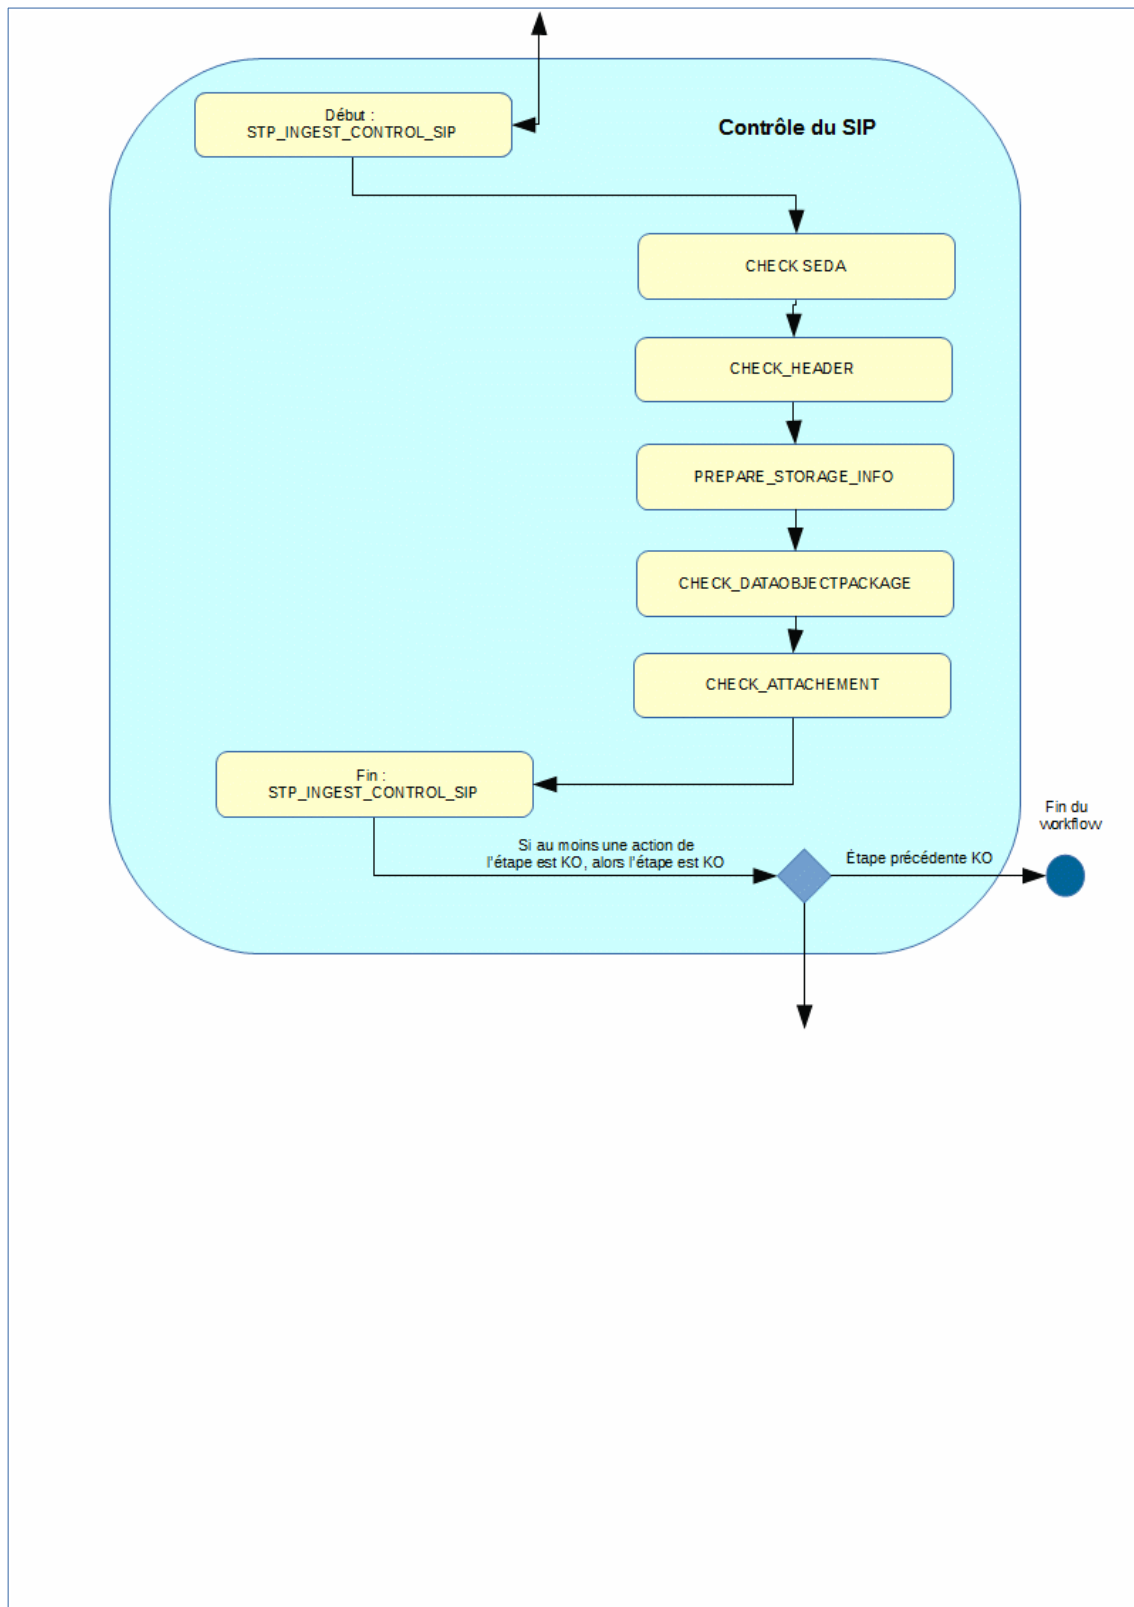 Début :
STP_INGEST_CONTROL_SIP
Contrôle du SIP
CHECK SEDA
CHECK_HEADER
PREPARE_STORAGE_INFO
CHECK_DATAOBJECTPACKAGE
CHECK_ATTACHEMENT
Fin :
STP_INGEST_CONTROL_SIP
Fin du
workflow
Si au moins une action de
l'étape est KO, alors l'étape est KO
Étape précédente KO